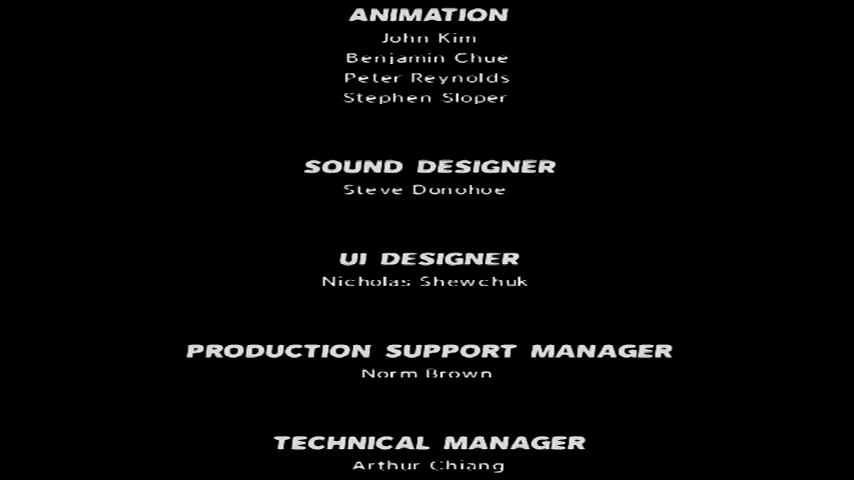 ANIMATION
John Kim
Benjamin Chue
Peter Reynolds
Stephen Sloper
SOUND DESIGNER
Steve Donohoe
UI DESIGNER
Nicholas Shewchuk
PRODUCTION SUPPORT MANAGER
Norm Brown
TECHNICAL MANAGER
Arthur Chiang